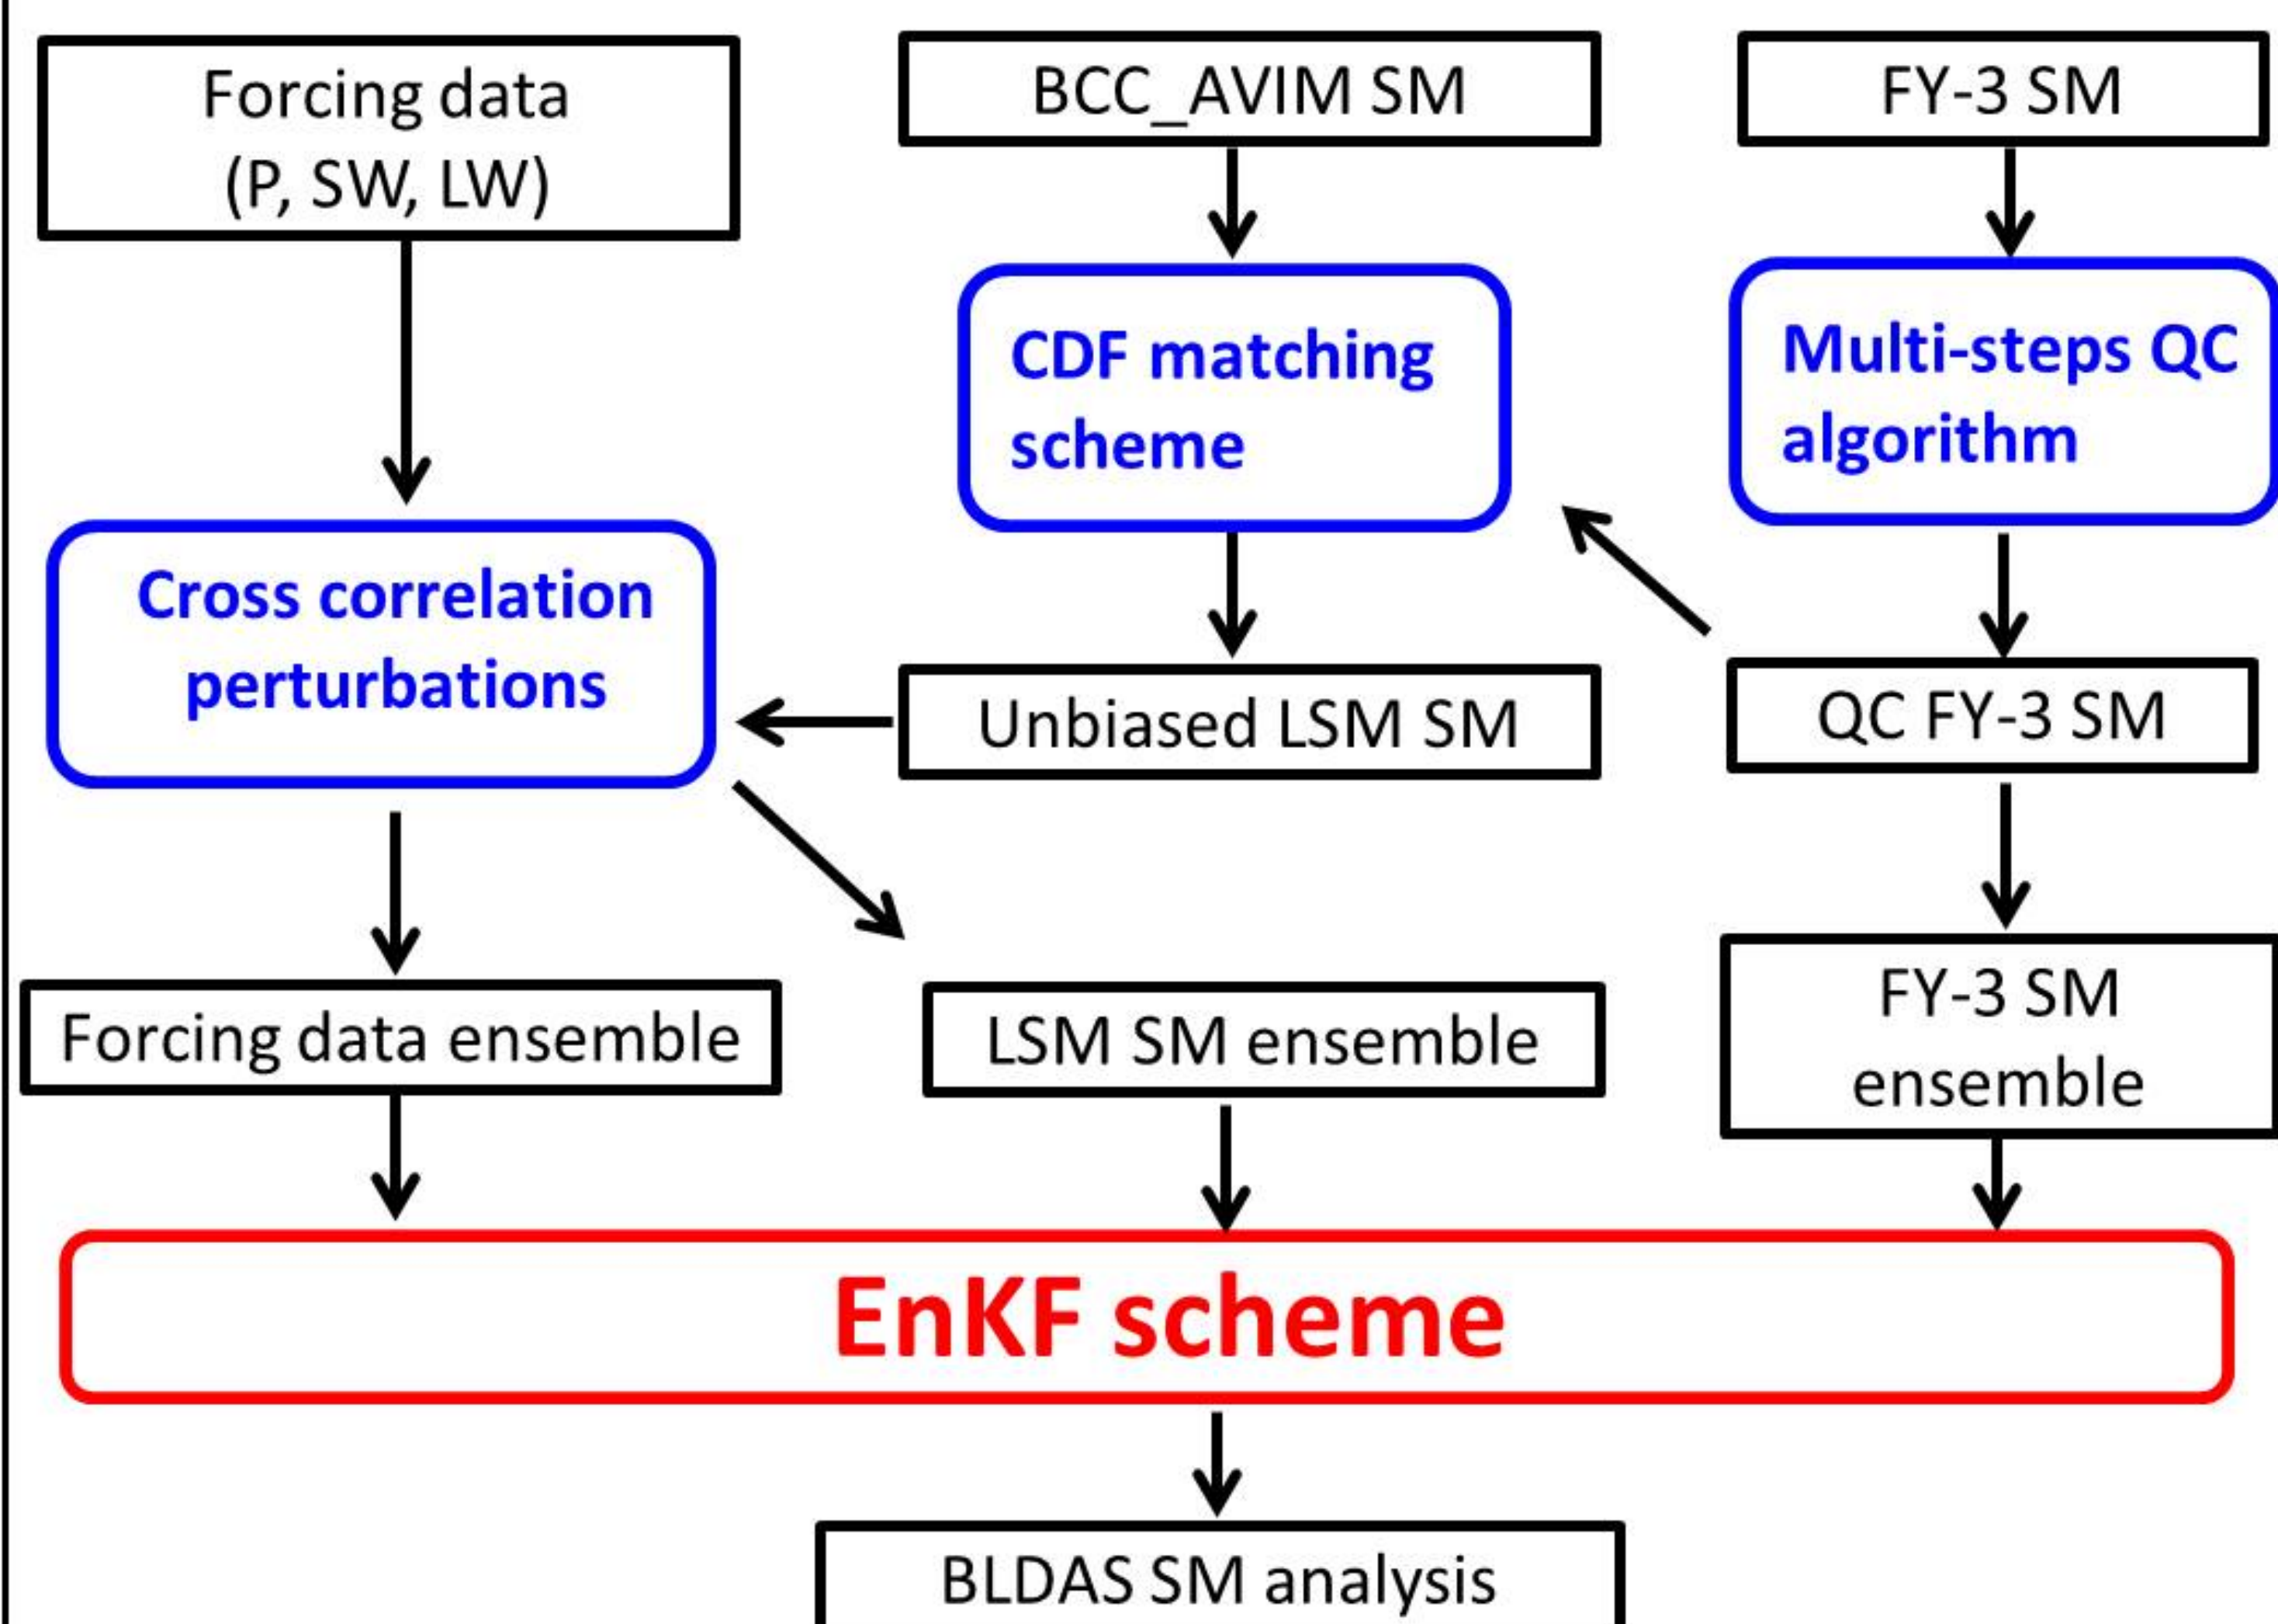 Forcing data
(P, SW, LW)
BCC_AVIM SM
FY-3 SM
CDF matching
scheme
Multi-steps QC
algorithm
Cross correlation
perturbations
Unbiased LSM SM
QC FY-3 SM
Forcing data ensemble
LSM SM ensemble
FY-3 SM
ensemble
EnKF scheme
BLDAS SM analysis